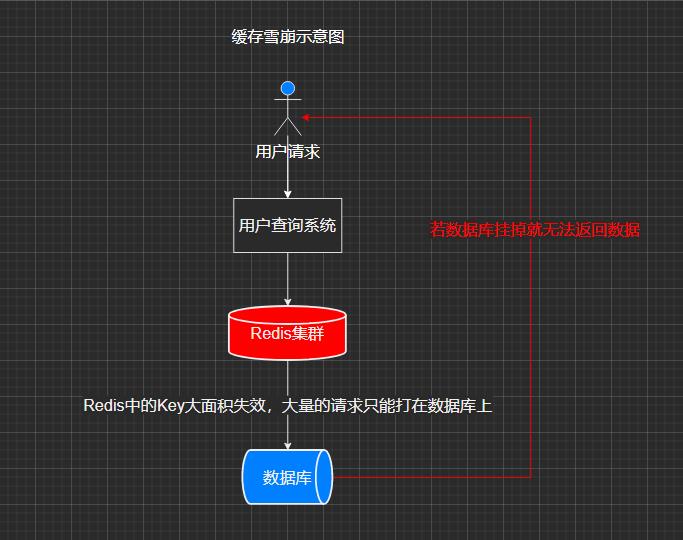 缓存雪崩示意图
用户请求
用户查询系统
若数据库挂掉就无法返回数据
Redis集群
Redis中的Key大面积失效，大量的请求只能打在数据库上
数据库